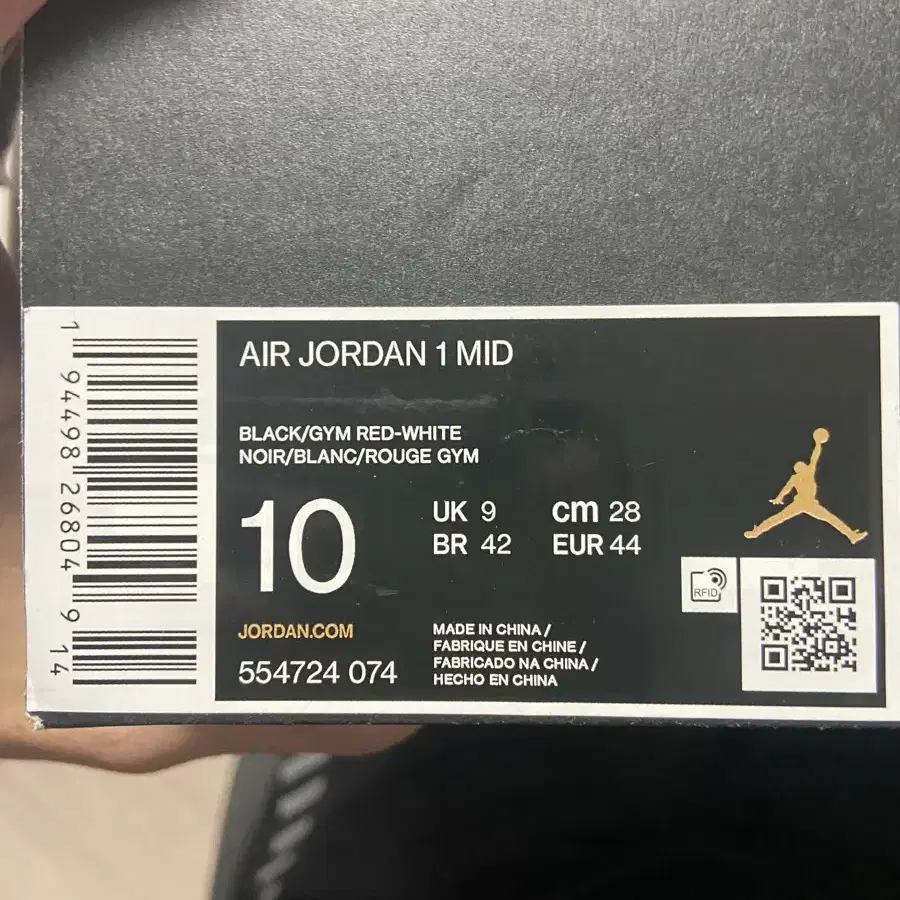 AIR JORDAN 1 MID
BLACK/GYM RED-WHITE
NOIR/BLANC/ROUGE GYM
10
UK 9 cm 28
BR 42 EUR 44
RFID
JORDAN.COM
554724 074
MADE IN CHINA /
FABRIQUE EN CHINE /
FABRICADO NA CHINA /
HECHO EN CHINA
1 94498 26804 9 14